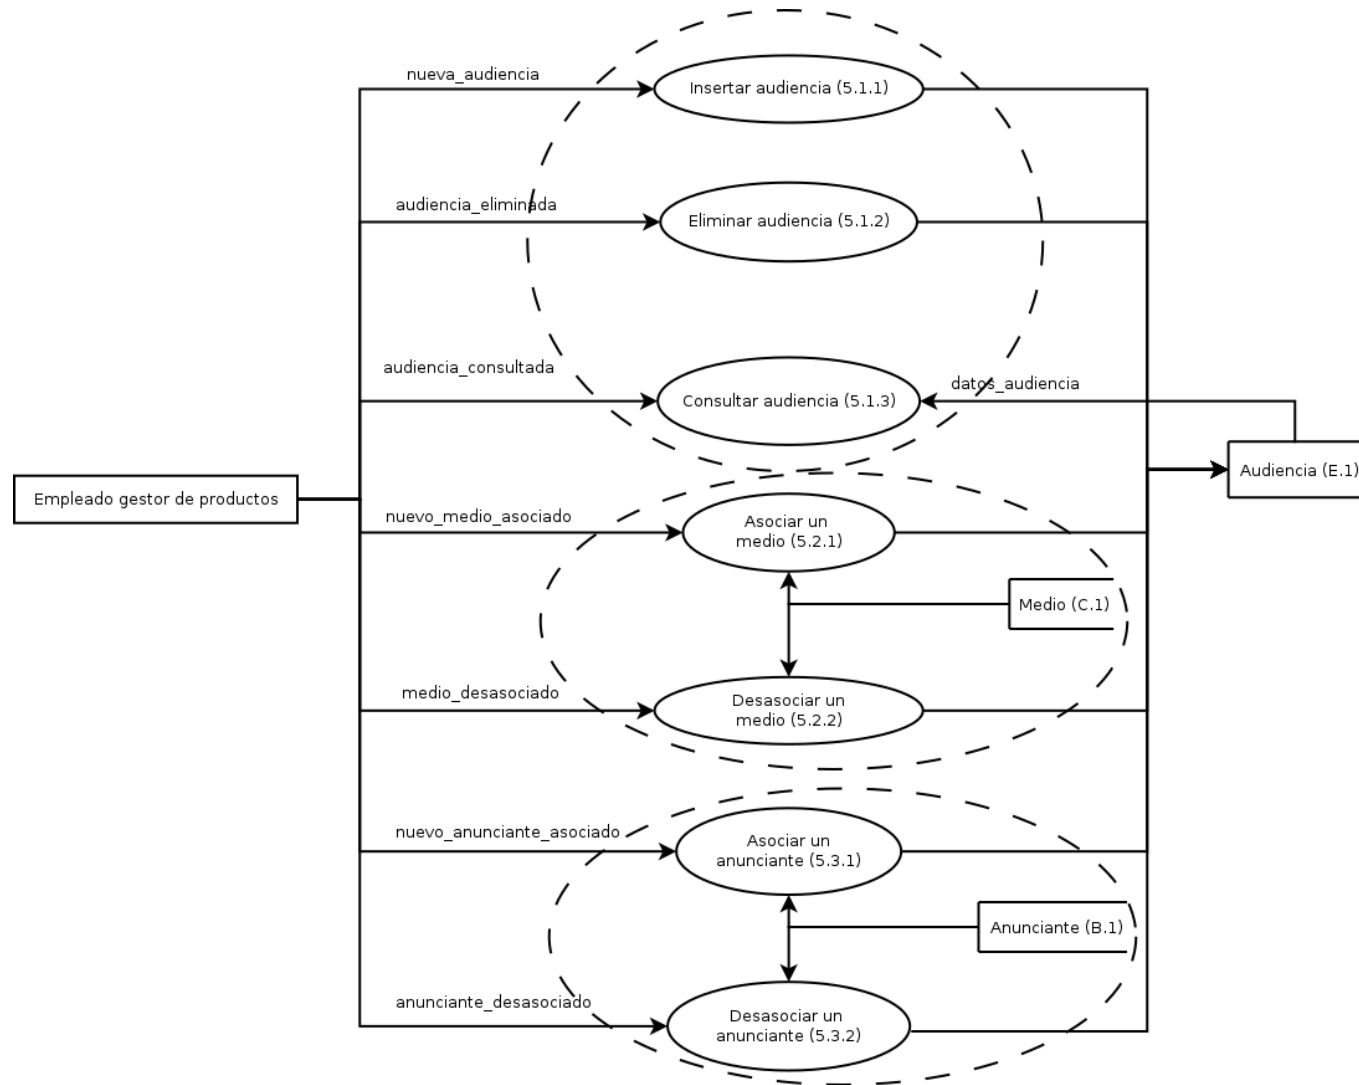 nueva_audiencia
Insertar audiencia (5.1.1)
audiencia_eliminada
Eliminar audiencia (5.1.2)
audiencia_consultada
Consultar audiencia (5.1.3)
datos_audiencia
Audiencia (E.1)
Empleado gestor de productos
nuevo_medio_asociado
Asociar un
medio (5.2.1)
Medio (C.1)
medio_desasociado
Desasociar un
medio (5.2.2)
nuevo_anunciante_asociado
Asociar un
anunciante (5.3.1)
Anunciante (B.1)
anunciante_desasociado
Desasociar un
anunciante (5.3.2)